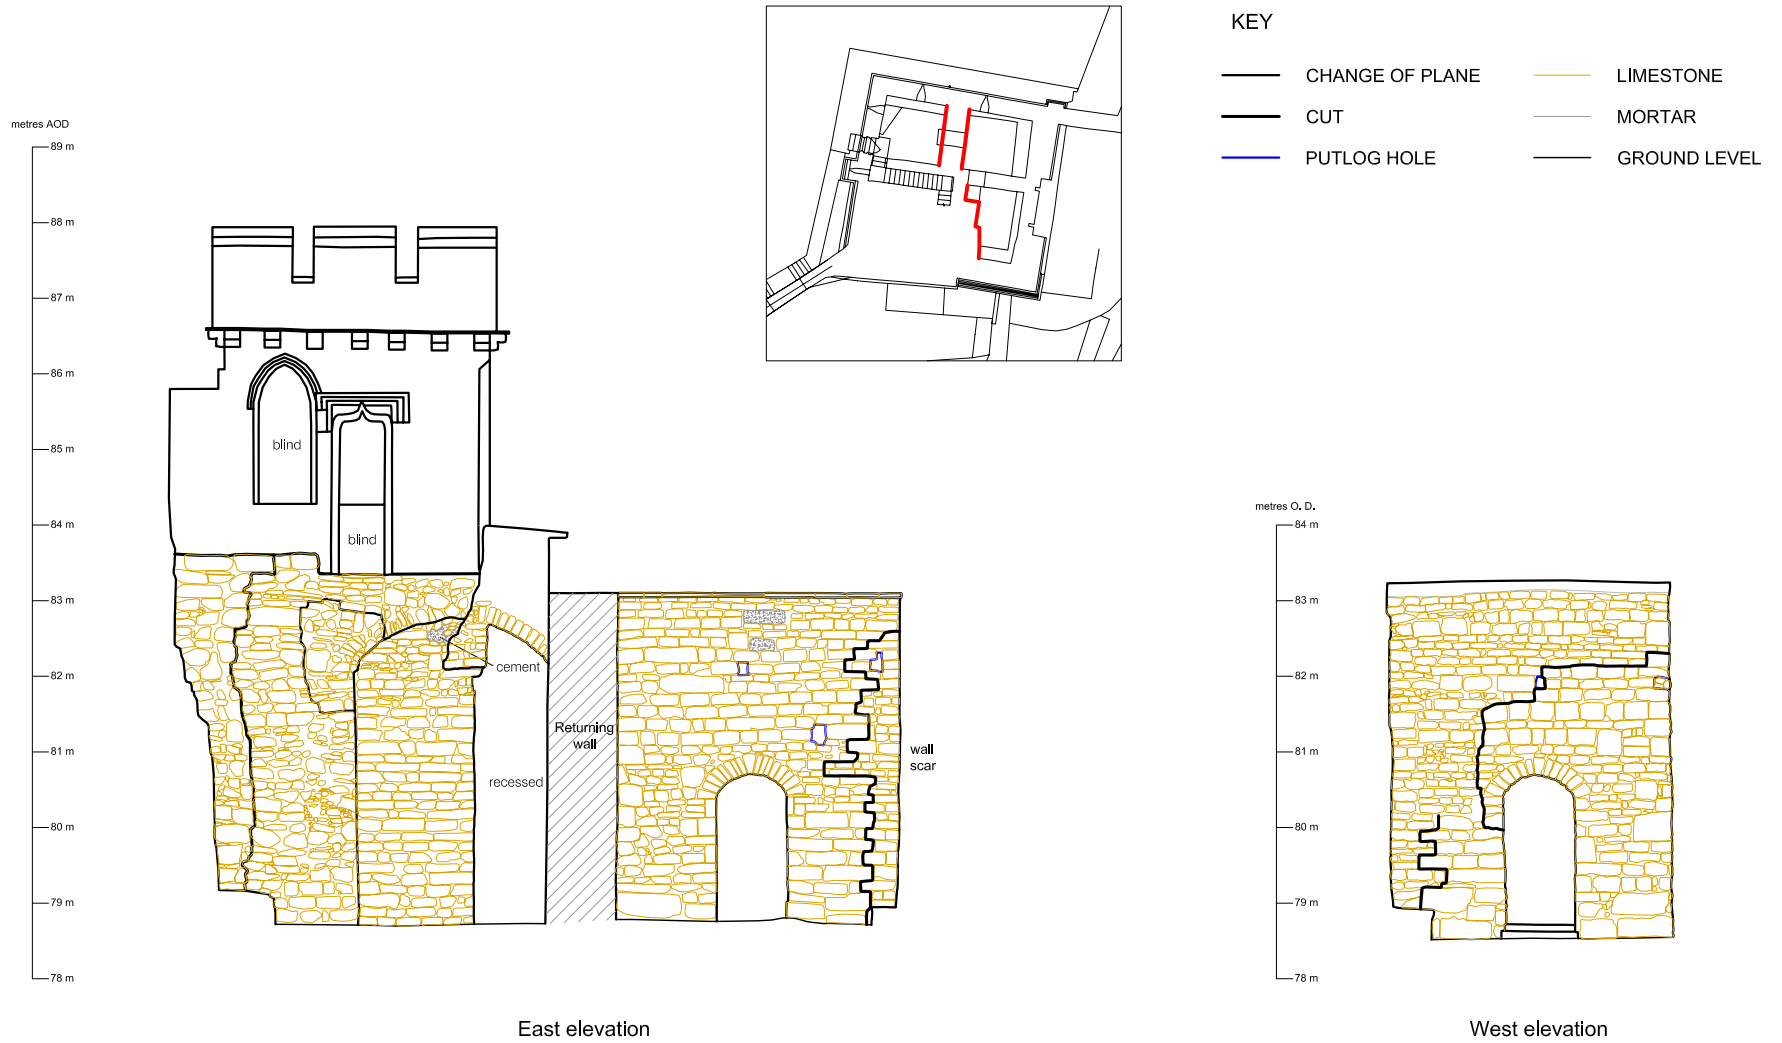 KEY
CHANGE OF PLANE
LIMESTONE
CUT
MORTAR
PUTLOG HOLE
GROUND LEVEL
metres AOD
89 m
88 m
87 m
86 m
85 m
84 m
83 m
82 m
81 m
80 m
79 m
78 m
blind
blind
cement
recessed
Returning
wall
wall
scar
East elevation
metres O. D.
84 m
83 m
82 m
81 m
80 m
79 m
78 m
West elevation